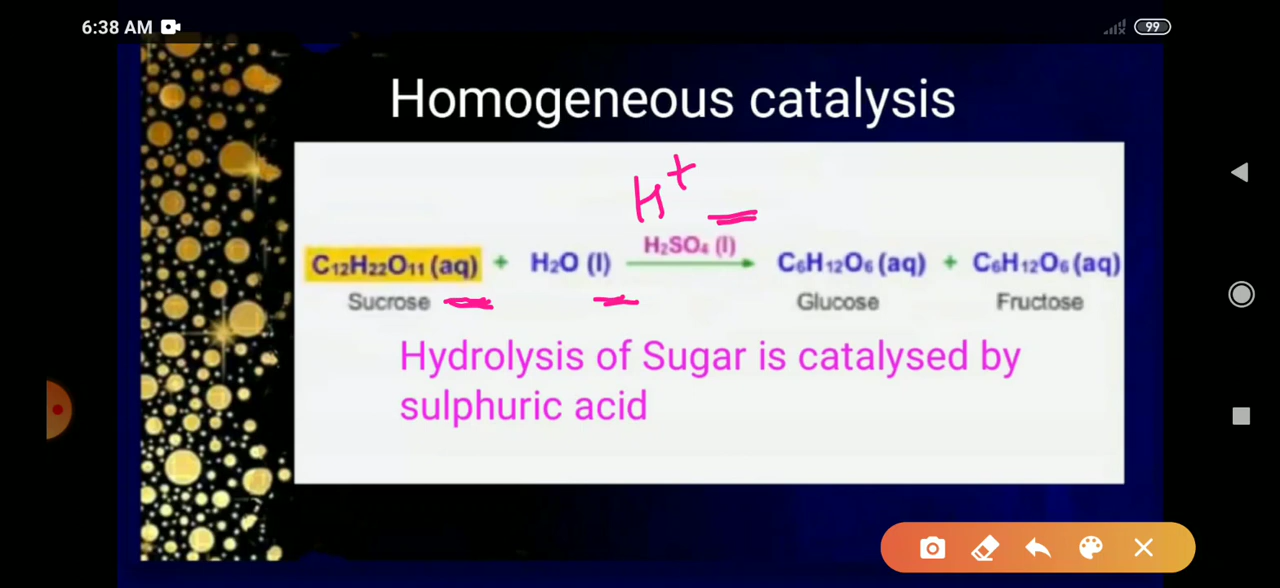 6:38 AM
99
Homogeneous catalysis
H⁺
H₂SO₄ (l)
C₁₂H₂₂O₁₁ (aq) + H₂O (l) → C₆H₁₂O₆ (aq) + C₆H₁₂O₆ (aq)
Sucrose Glucose Fructose
Hydrolysis of Sugar is catalysed by
sulphuric acid